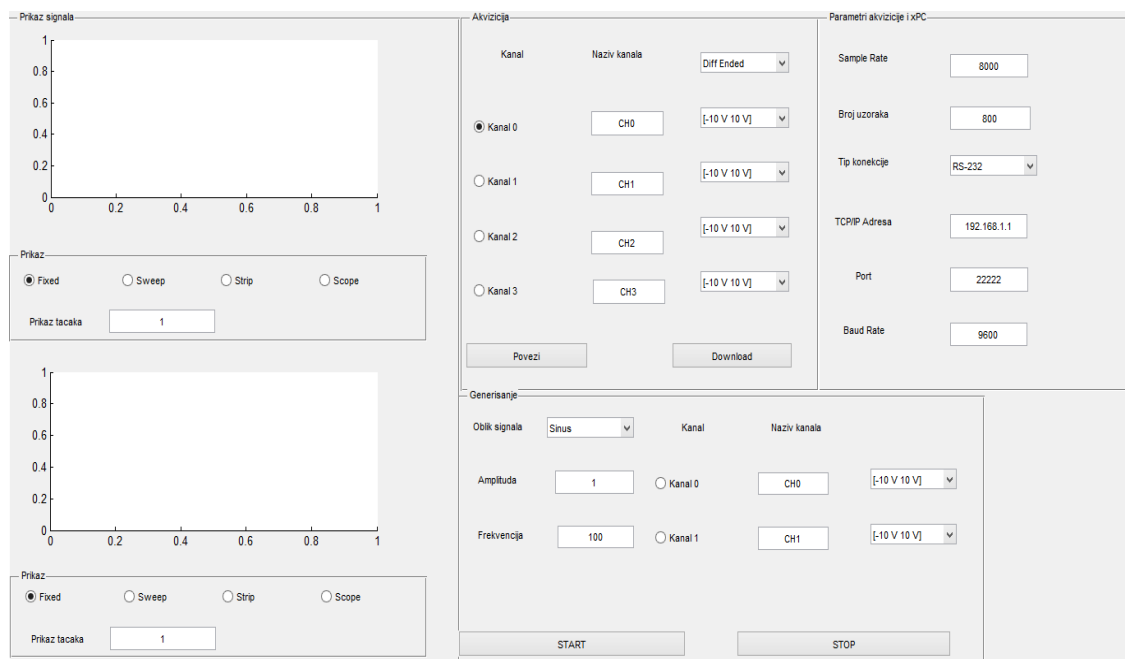 Prikaz signala
1
0.8
0.6
0.4
0.2
0
0 0.2 0.4 0.6 0.8 1
Prikaz
Fixed Sweep Strip Scope
Prikaz tacaka 1
1
0.8
0.6
0.4
0.2
0
0 0.2 0.4 0.6 0.8 1
Prikaz
Fixed Sweep Strip Scope
Prikaz tacaka 1
Akvizicija
Kanal Naziv kanala Diff Ended
Kanal 0 CH0 [-10 V 10 V]
Kanal 1 CH1 [-10 V 10 V]
Kanal 2 CH2 [-10 V 10 V]
Kanal 3 CH3 [-10 V 10 V]
Povezi Download
Parametri akvizicije i xPC
Sample Rate 8000
Broj uzoraka 800
Tip konekcije RS-232
TCP/IP Adresa 192.168.1.1
Port 22222
Baud Rate 9600
Generisanje
Oblik signala Sinus Kanal Naziv kanala
Amplituda 1 Kanal 0 CH0 [-10 V 10 V]
Frekvencija 100 Kanal 1 CH1 [-10 V 10 V]
START STOP